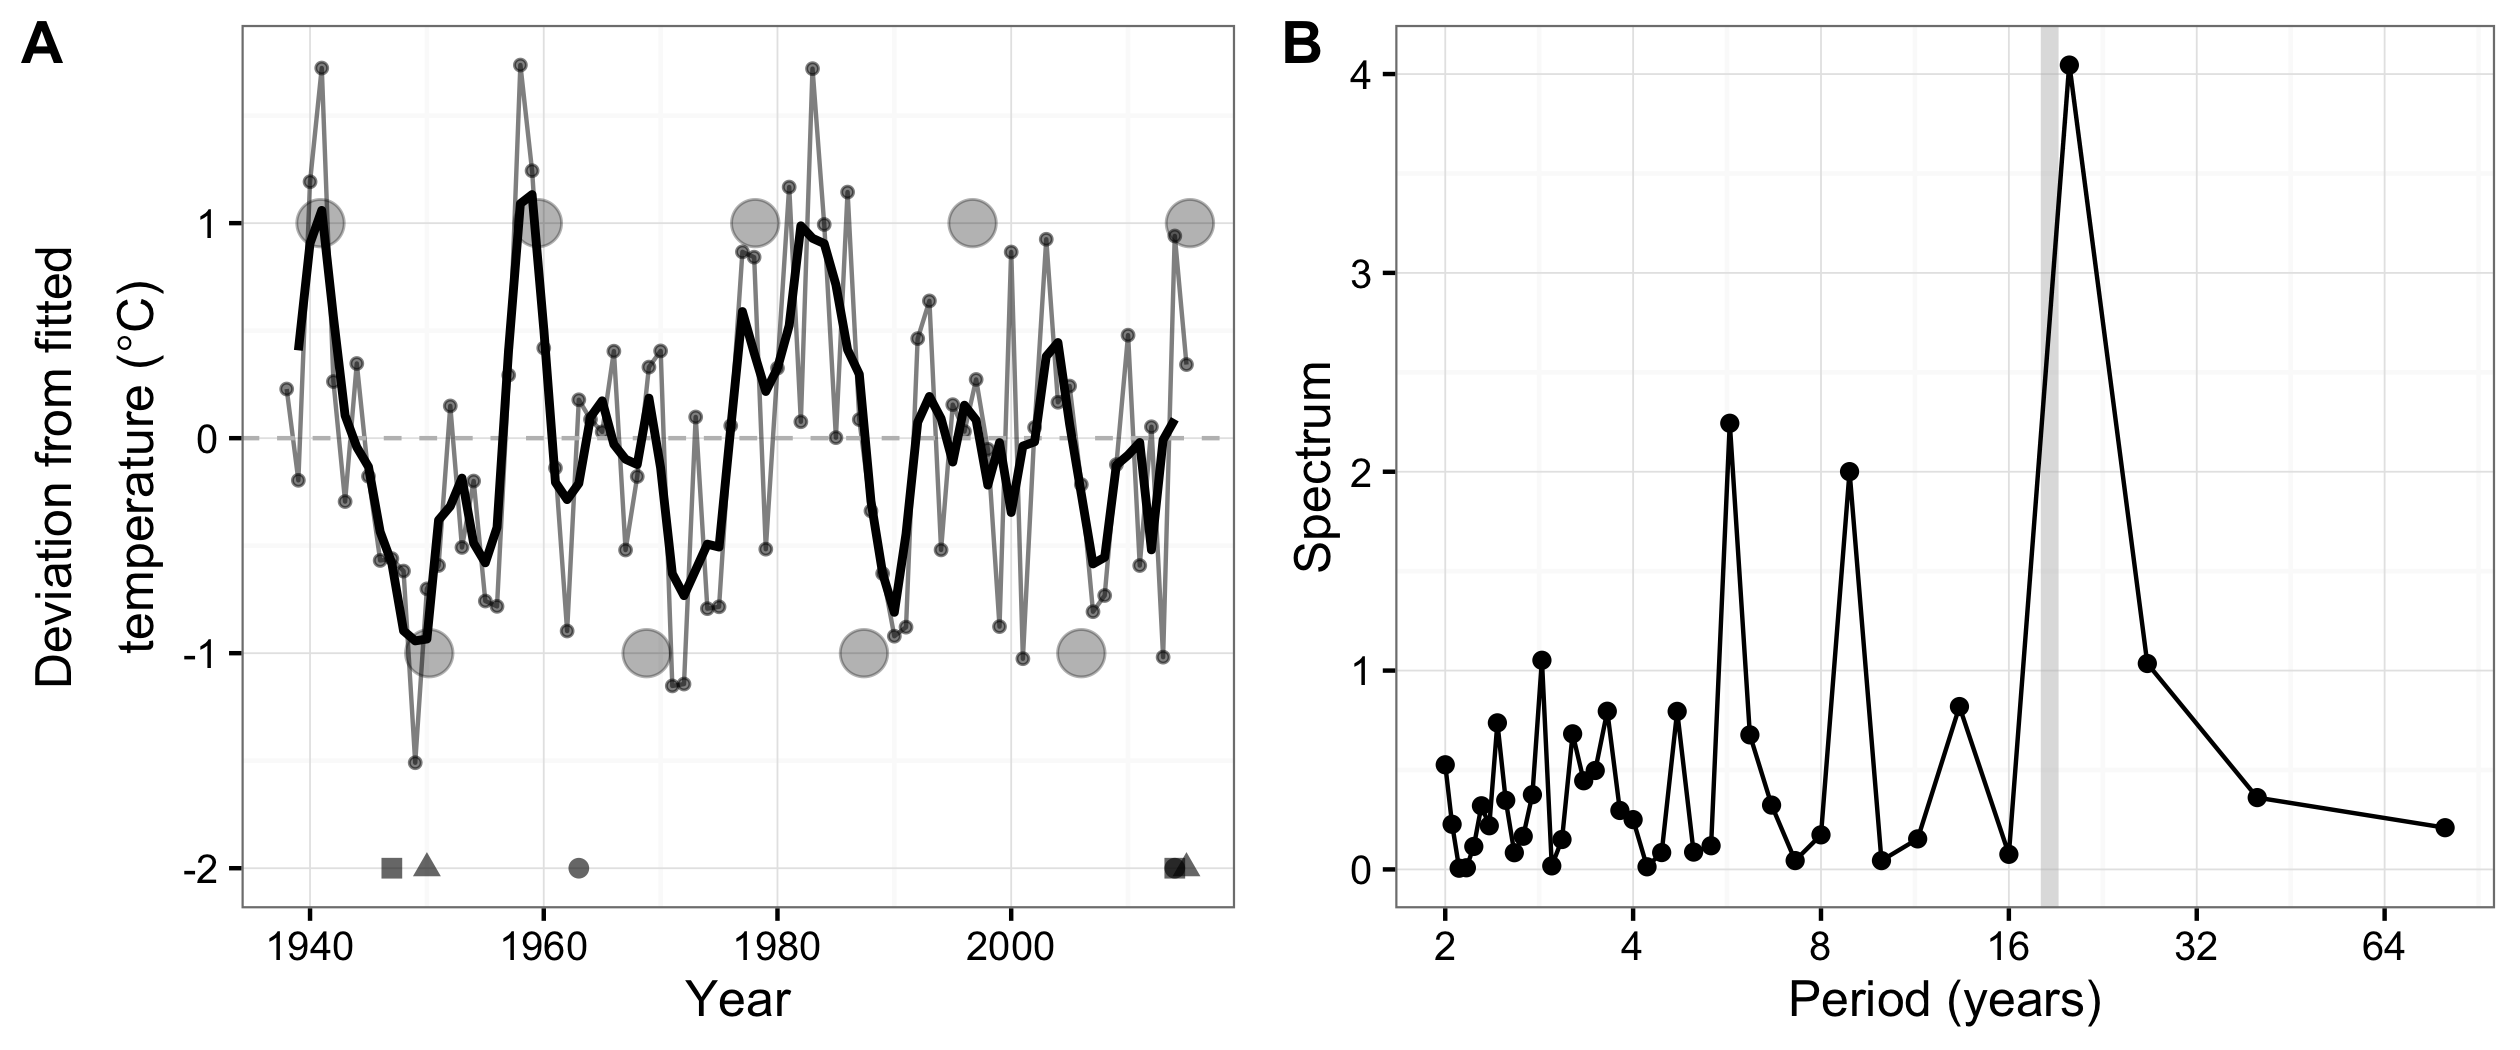 A
Deviation from fitted
temperature (°C)
1
0
-1
-2
1940 1960 1980 2000
Year
B
Spectrum
4
3
2
1
0
2 4 8 16 32 64
Period (years)